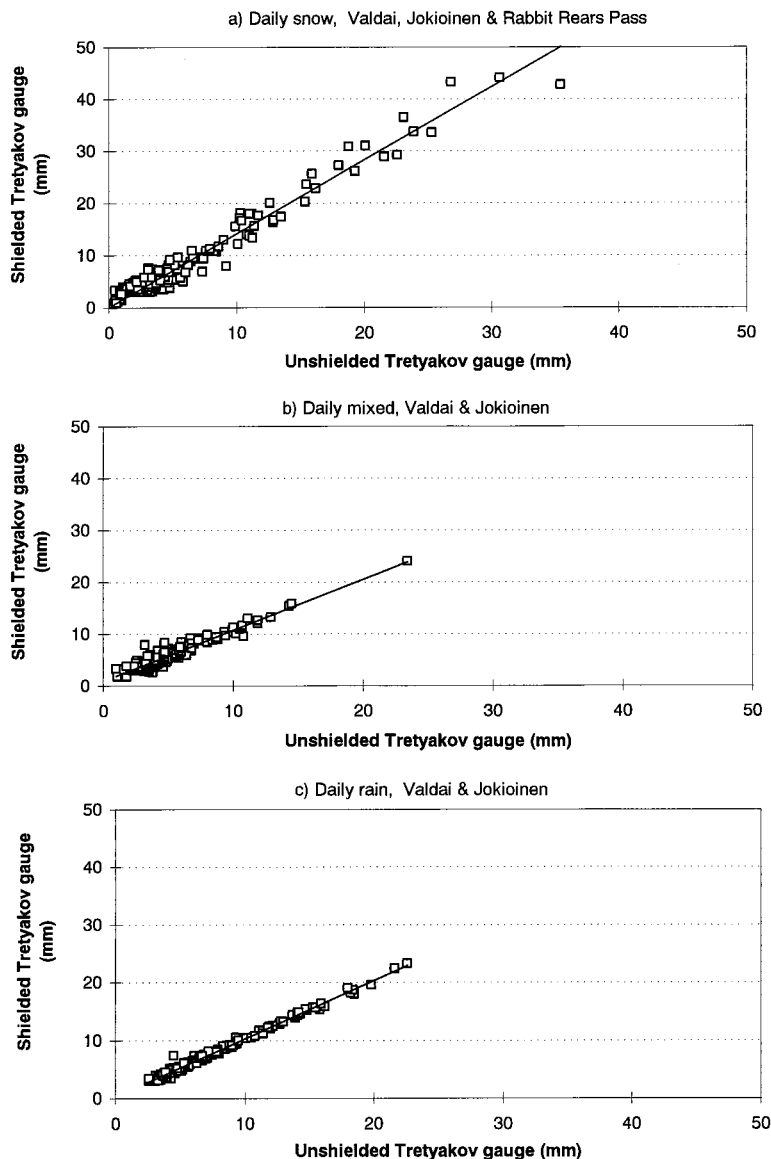 a) Daily snow, Valdai, Jokioinen & Rabbit Rears Pass
50
40
30
20
10
0
Shielded Tretyakov gauge
(mm)
0 10 20 30 40 50
Unshielded Tretyakov gauge (mm)
b) Daily mixed, Valdai & Jokioinen
50
40
30
20
10
0
Shielded Tretyakov gauge
(mm)
0 10 20 30 40 50
Unshielded Tretyakov gauge (mm)
c) Daily rain, Valdai & Jokioinen
50
40
30
20
10
0
Shielded Tretyakov gauge
(mm)
0 10 20 30 40 50
Unshielded Tretyakov gauge (mm)